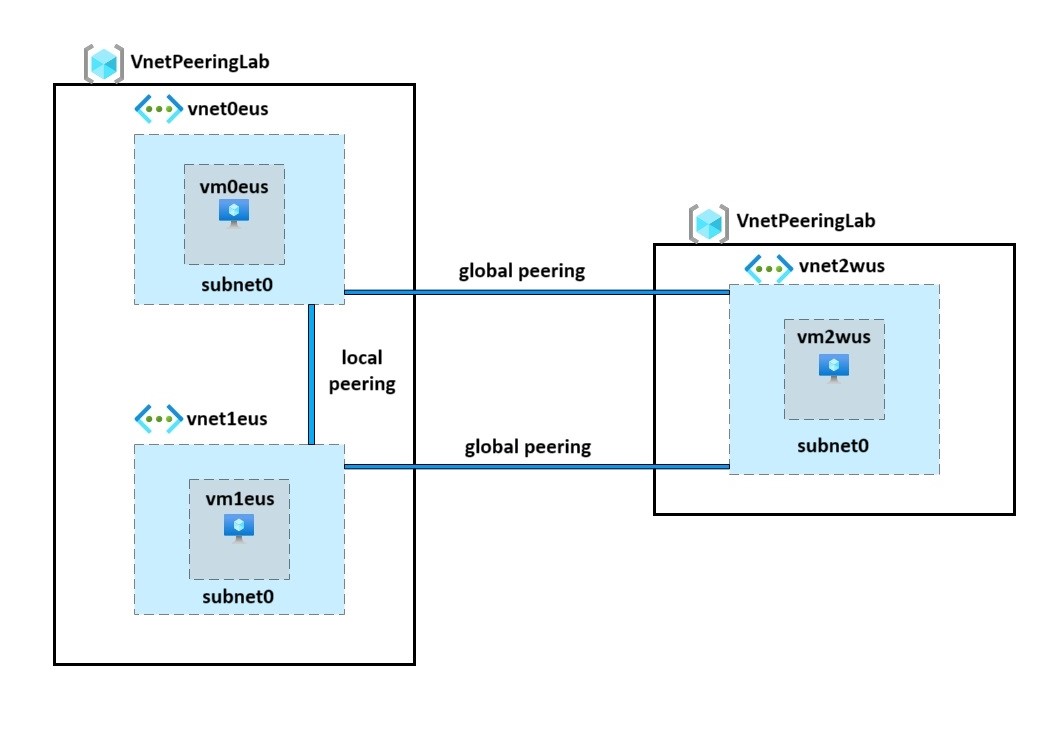 VnetPeeringLab
vnet0eus
vm0eus
subnet0
local
peering
vnet1eus
vm1eus
subnet0
global peering
global peering
VnetPeeringLab
vnet2wus
vm2wus
subnet0